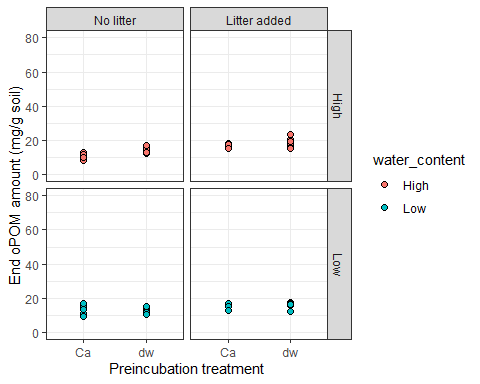 No litter
Litter added
80
60
40
20
0
High
80
60
40
20
0
Low
Ca
dw
Ca
dw
End oPOM amount (mg/g soil)
Preincubation treatment
water_content
High
Low